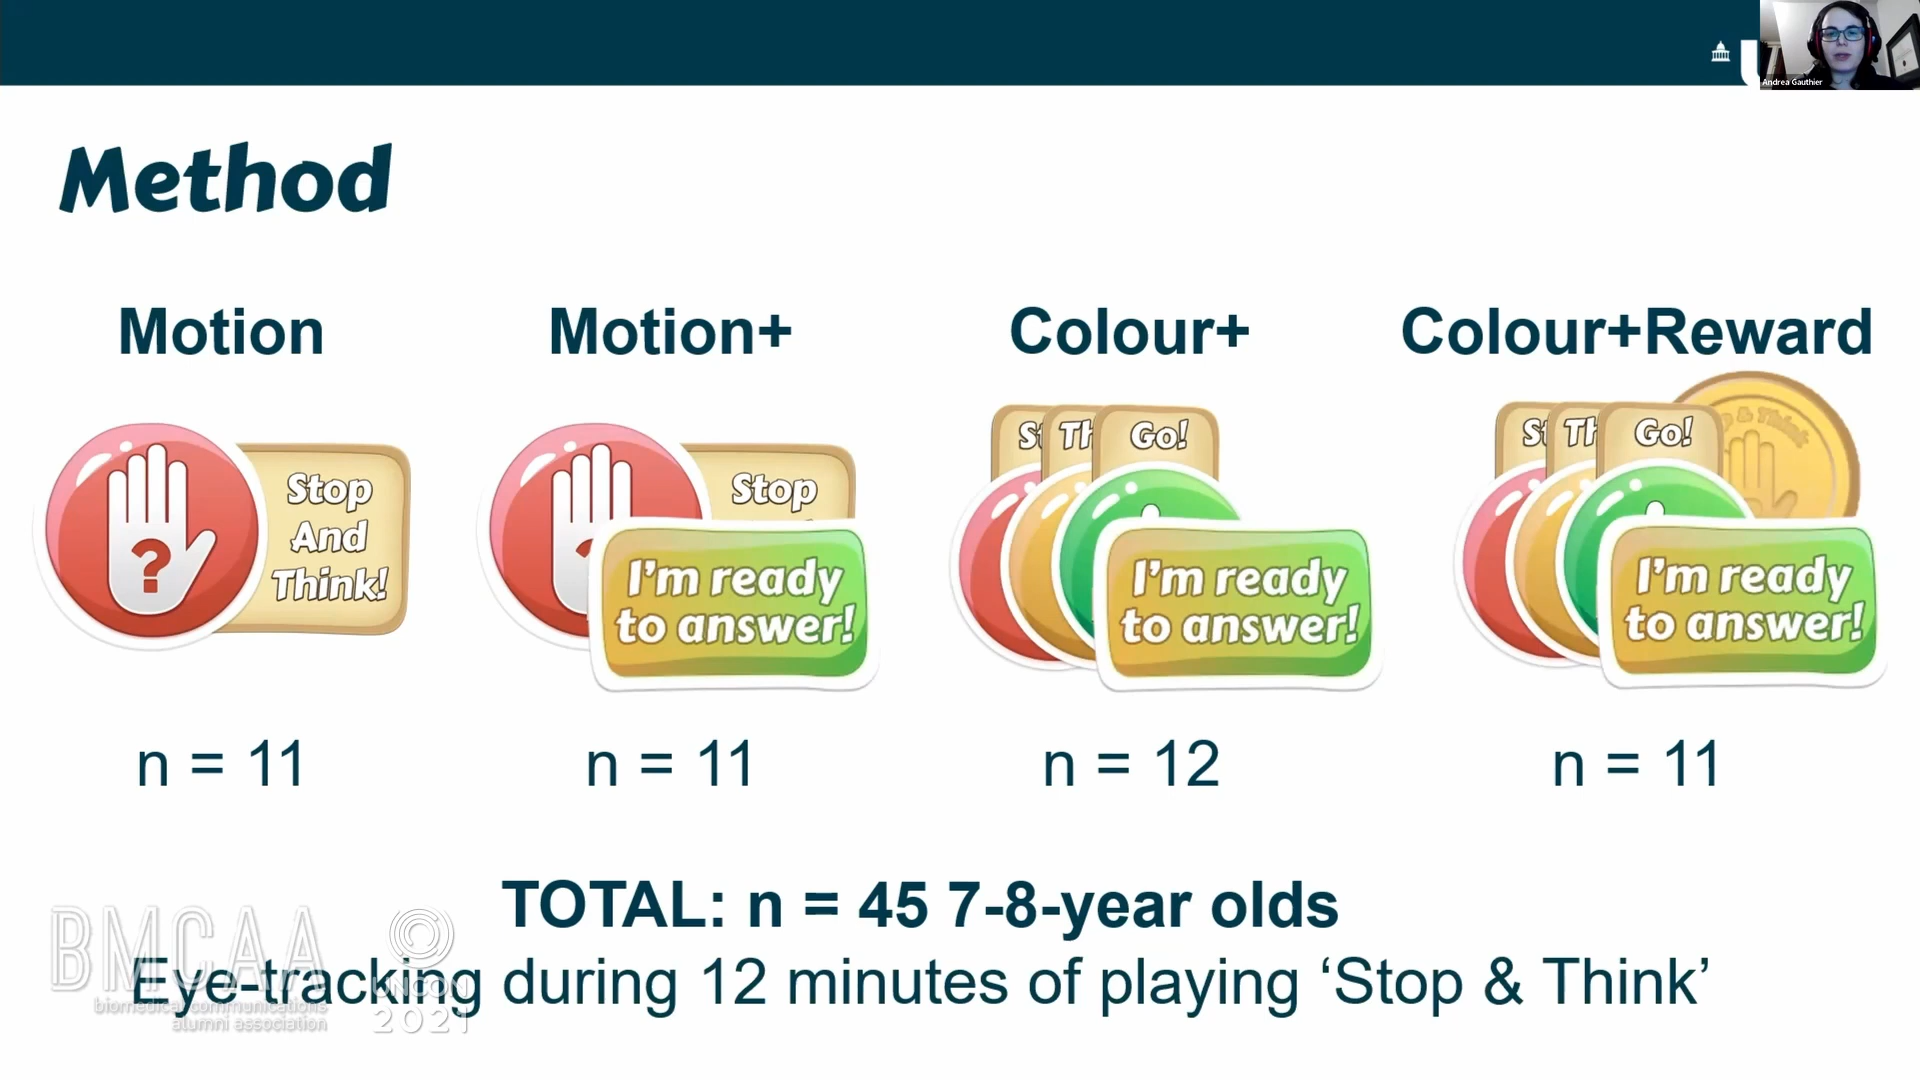 Andrea Gauthier
Method
Motion
Motion+
Colour+
Colour+Reward
Stop
And
Think!
Stop
I'm ready
to answer!
St
Th
Go!
I'm ready
to answer!
St
Th
Go!
& Think
I'm ready
to answer!
n = 11
n = 11
n = 12
n = 11
TOTAL: n = 45 7-8-year olds
Eye-tracking during 12 minutes of playing ‘Stop & Think’
BMCAA
biomedical communications
alumni association
UNCON
2021